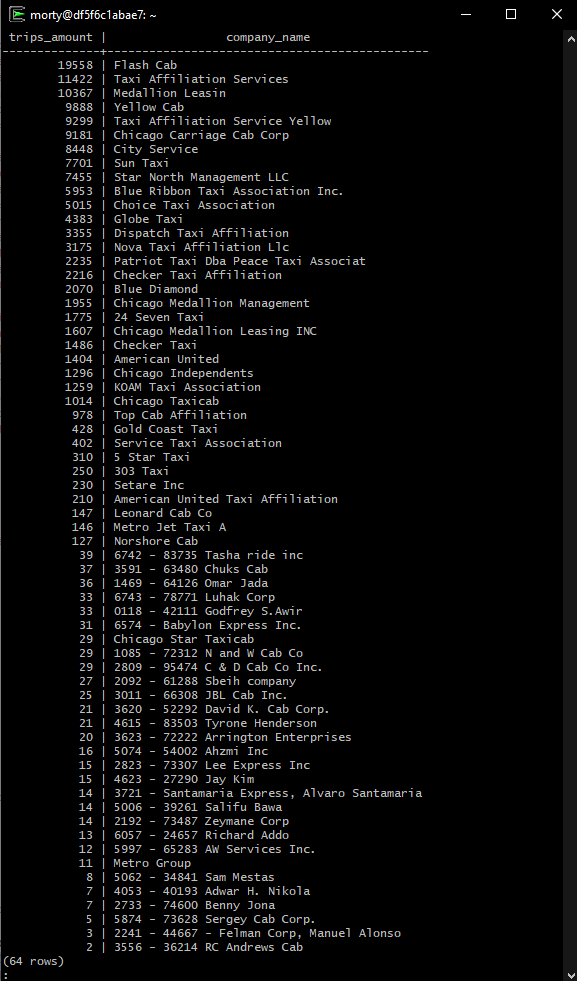 morty@df5f6c1abae7: ~
trips_amount | company_name
--------------+-------------------------------------------
19558 | Flash Cab
11422 | Taxi Affiliation Services
10367 | Medallion Leasin
9888 | Yellow Cab
9299 | Taxi Affiliation Service Yellow
9181 | Chicago Carriage Cab Corp
8448 | City Service
7701 | Sun Taxi
7455 | Star North Management LLC
5953 | Blue Ribbon Taxi Association Inc.
5015 | Choice Taxi Association
4383 | Globe Taxi
3355 | Dispatch Taxi Affiliation
3175 | Nova Taxi Affiliation Llc
2235 | Patriot Taxi Dba Peace Taxi Associat
2216 | Checker Taxi Affiliation
2070 | Blue Diamond
1955 | Chicago Medallion Management
1775 | 24 Seven Taxi
1607 | Chicago Medallion Leasing INC
1486 | Checker Taxi
1404 | American United
1296 | Chicago Independents
1259 | KOAM Taxi Association
1014 | Chicago Taxicab
978 | Top Cab Affiliation
428 | Gold Coast Taxi
402 | Service Taxi Association
310 | 5 Star Taxi
250 | 303 Taxi
230 | Setare Inc
210 | American United Taxi Affiliation
147 | Leonard Cab Co
146 | Metro Jet Taxi A
127 | Norshore Cab
39 | 6742 - 83735 Tasha ride inc
37 | 3591 - 63480 Chuks Cab
36 | 1469 - 64126 Omar Jada
33 | 6743 - 78771 Luhak Corp
33 | 0118 - 42111 Godfrey S.Awir
31 | 6574 - Babylon Express Inc.
29 | Chicago Star Taxicab
29 | 1085 - 72312 N and W Cab Co
29 | 2809 - 95474 C & D Cab Co Inc.
27 | 2092 - 61288 Sbeih company
25 | 3011 - 66308 JBL Cab Inc.
21 | 3620 - 52292 David K. Cab Corp.
21 | 4615 - 83503 Tyrone Henderson
20 | 3623 - 72222 Arrington Enterprises
16 | 5074 - 54002 Ahzmi Inc
15 | 2823 - 73307 Lee Express Inc
15 | 4623 - 27290 Jay Kim
14 | 3721 - Santamaria Express, Alvaro Santamaria
14 | 5006 - 39261 Salifu Bawa
14 | 2192 - 73487 Zeymane Corp
13 | 6057 - 24657 Richard Addo
12 | 5997 - 65283 AW Services Inc.
11 | Metro Group
8 | 5062 - 34841 Sam Mestas
7 | 4053 - 40193 Adwar H. Nikola
7 | 2733 - 74600 Benny Jona
5 | 5874 - 73628 Sergey Cab Corp.
3 | 2241 - 44667 - Felman Corp, Manuel Alonso
2 | 3556 - 36214 RC Andrews Cab
(64 rows)
: